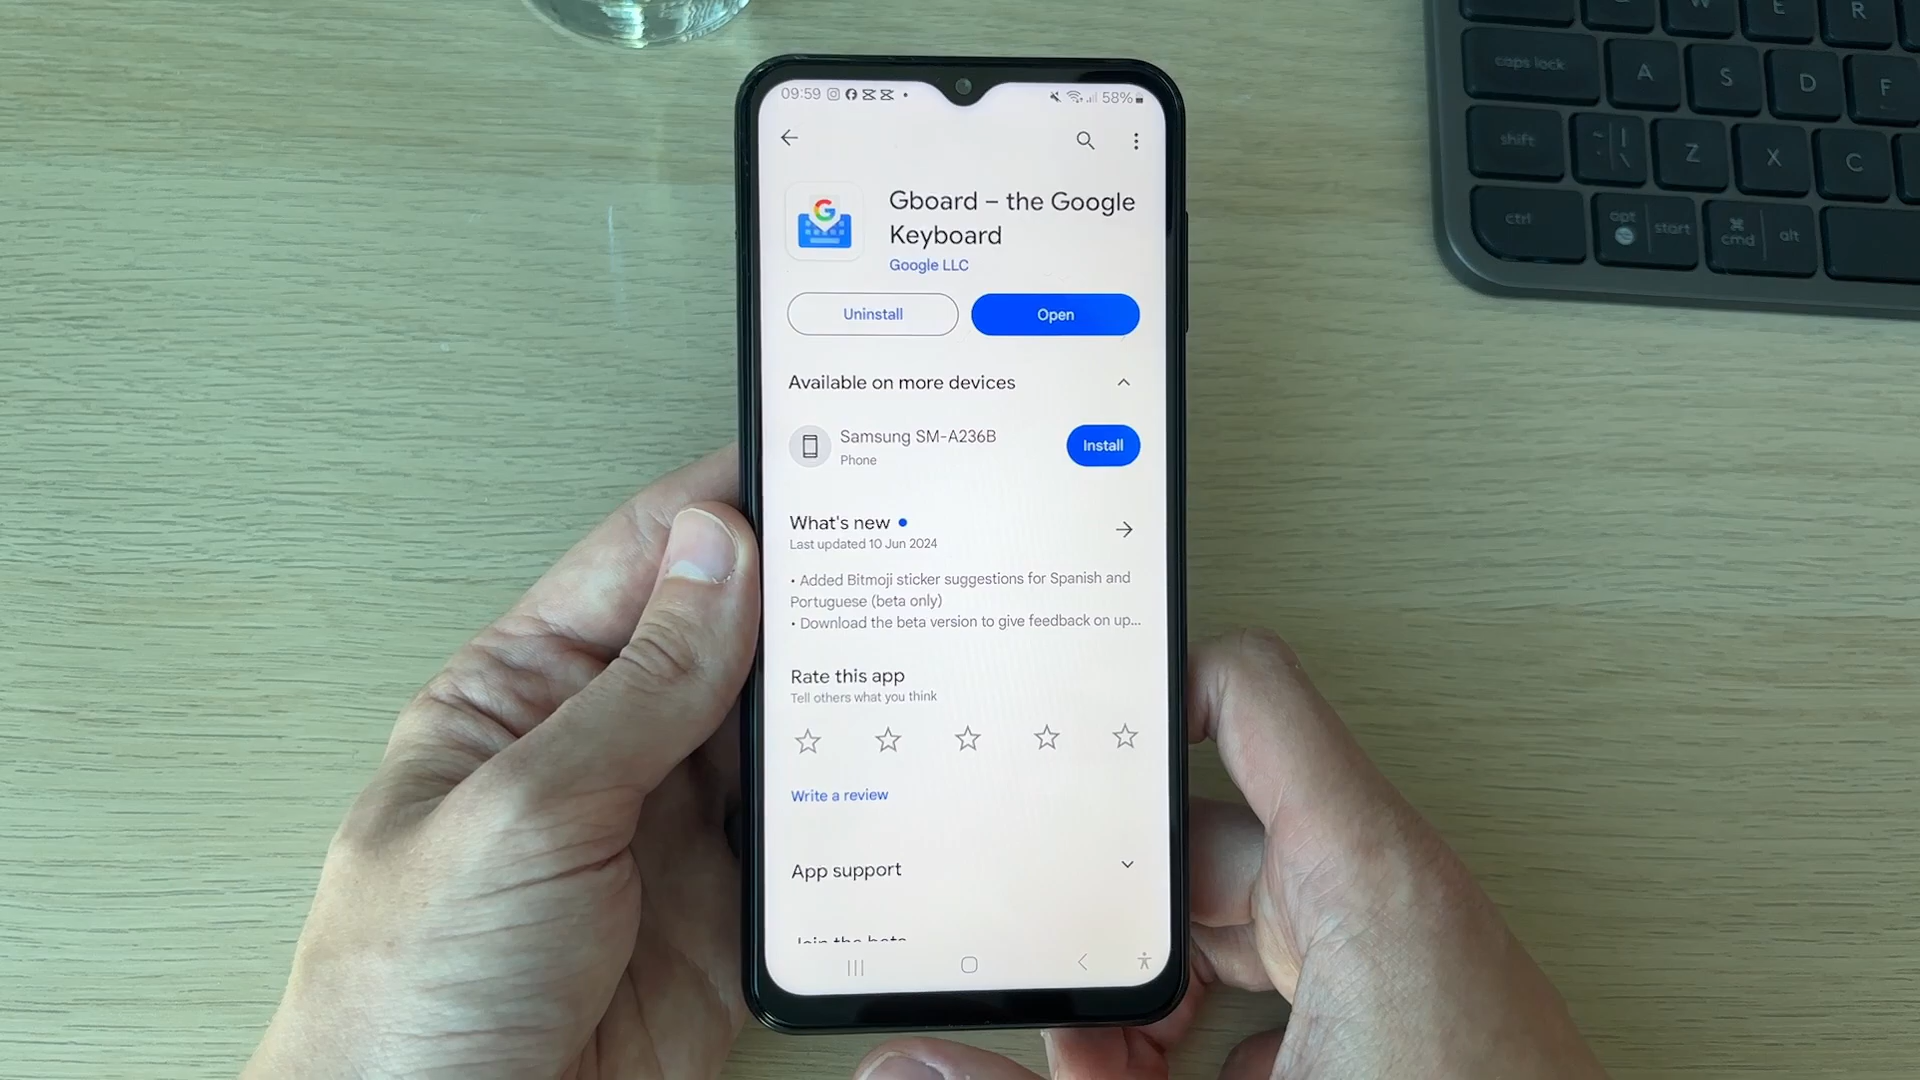 09:59
58%
Gboard – the Google
Keyboard
Google LLC
Uninstall
Open
Available on more devices
Samsung SM-A236B
Phone
Install
What's new
Last updated 10 Jun 2024
• Added Bitmoji sticker suggestions for Spanish and
Portuguese (beta only)
• Download the beta version to give feedback on up...
Rate this app
Tell others what you think
Write a review
App support
W E R
caps lock A S D F
shift ~ | \ Z X C
ctrl opt start ⌘ cmd alt